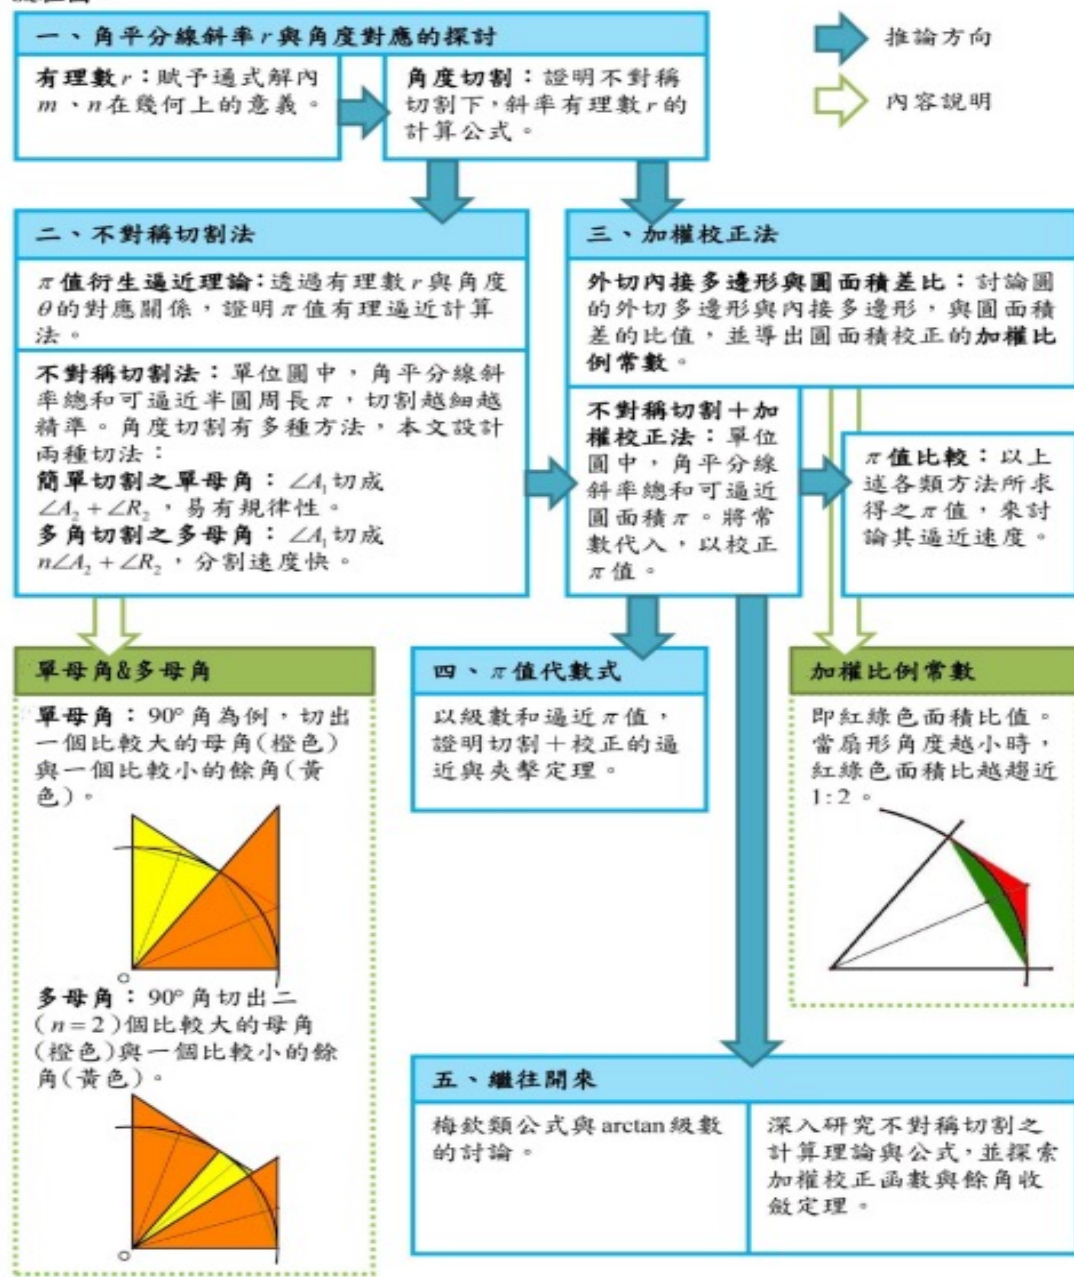 一、角平分線斜率r與角度對應的探討
有理數r：賦予通式解內
m、n在幾何上的意義。
角度切割：證明不對稱
切割下，斜率有理數r的
計算公式。
推論方向
內容說明
二、不對稱切割法
π值衍生逼近理論：透過有理數r與角度
θ的對應關係，證明π值有理逼近計算
法。
不對稱切割法：單位圓中，角平分線斜
率總和可逼近半圓周長π，切割越細越
精準。角度切割有多種方法，本文設計
兩種切法：
簡單切割之單母角：∠A₁切成
∠A₂+∠R₂，易有規律性。
多角切割之多母角：∠A₁切成
n∠A₂+∠R₂，分割速度快。
三、加權校正法
外切內接多邊形與圓面積差比：討論圓
的外切多邊形與內接多邊形，與圓面積
差的比值，並導出圓面積校正的加權比
例常數。
不對稱切割＋加
權校正法：單位
圓中，角平分線
斜率總和可逼近
圓面積π。將常
數代入，以校正
π值。
π值比較：以上
述各類方法所求
得之π值，來討
論其逼近速度。
單母角&多母角
單母角：90°角為例，切出
一個比較大的母角(橙色)
與一個比較小的餘角(黃
色)。
O
多母角：90°角切出二
(n=2)個比較大的母角
(橙色)與一個比較小的餘
角(黃色)。
O
四、π值代數式
以級數和逼近π值，
證明切割＋校正的逼
近與夾擊定理。
加權比例常數
即紅綠色面積比值。
當扇形角度越小時，
紅綠色面積比越趨近
1:2。
五、繼往開來
梅欽類公式與arctan級數
的討論。
深入研究不對稱切割之
計算理論與公式，並探索
加權校正函數與餘角收
斂定理。